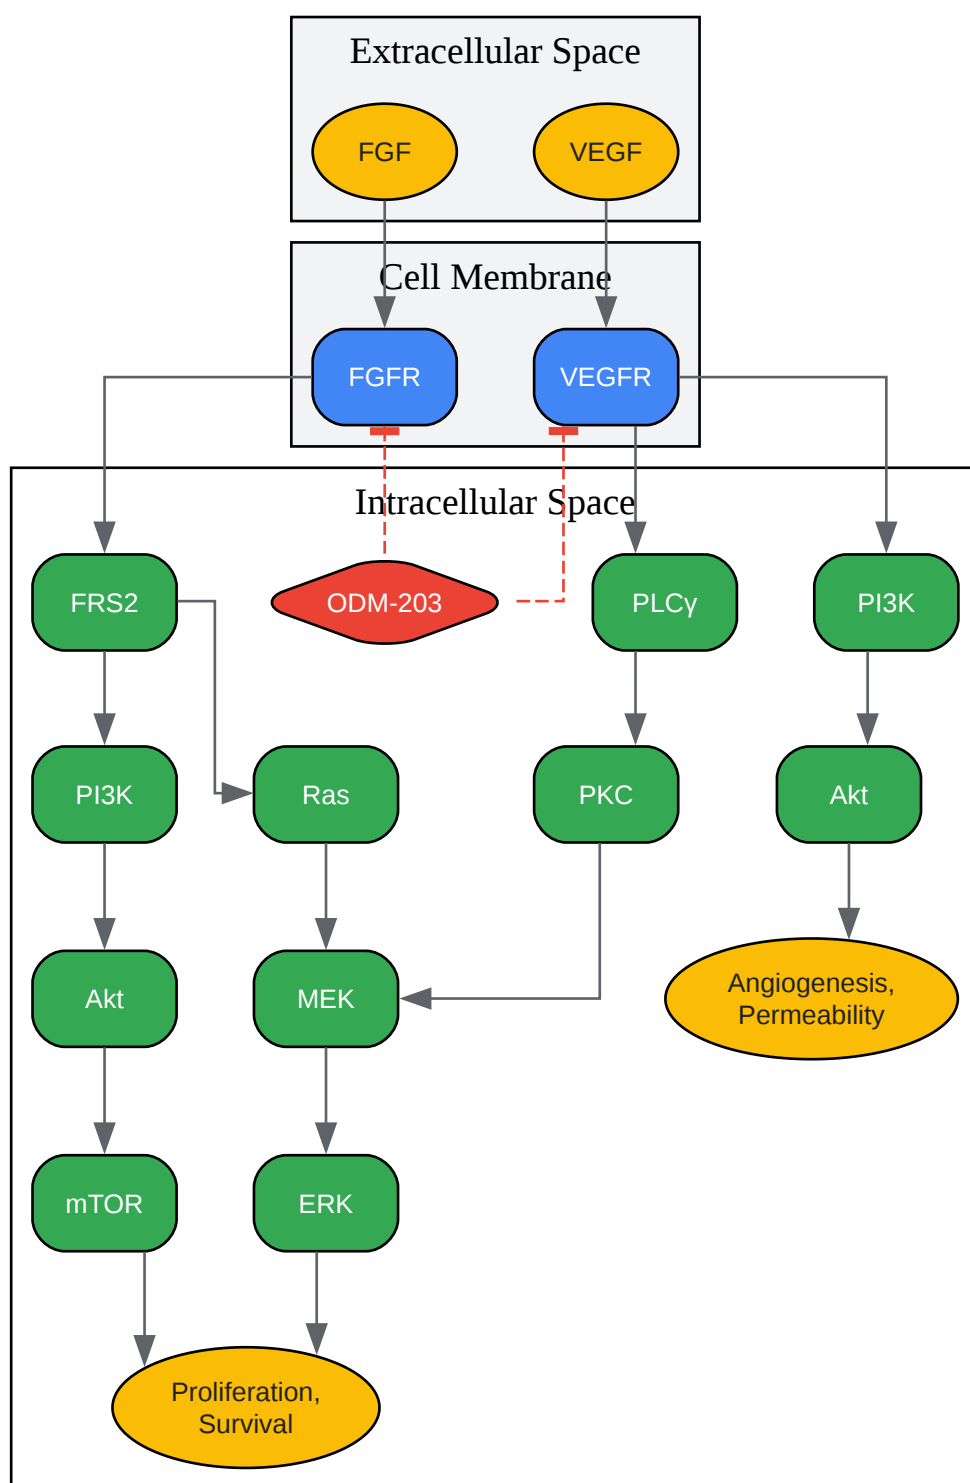 Extracellular Space
FGF
VEGF
Cell Membrane
FGFR
VEGFR
Intracellular Space
FRS2
ODM-203
PLCγ
PI3K
PI3K
Ras
PKC
Akt
Akt
MEK
Angiogenesis,
Permeability
mTOR
ERK
Proliferation,
Survival